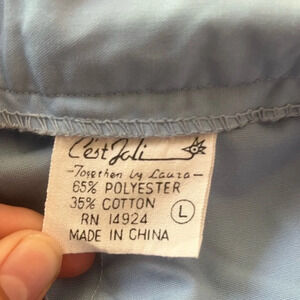 C'est Joli
-Together by Laura-
65% POLYESTER
35% COTTON
RN 14924
MADE IN CHINA
L